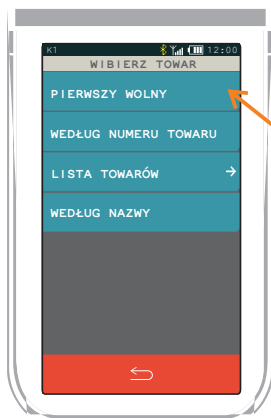 K1 12:00
WIBIERZ TOWAR
PIERWSZY WOLNY
WEDŁUG NUMERU TOWARU
LISTA TOWARÓW
WEDŁUG NAZWY